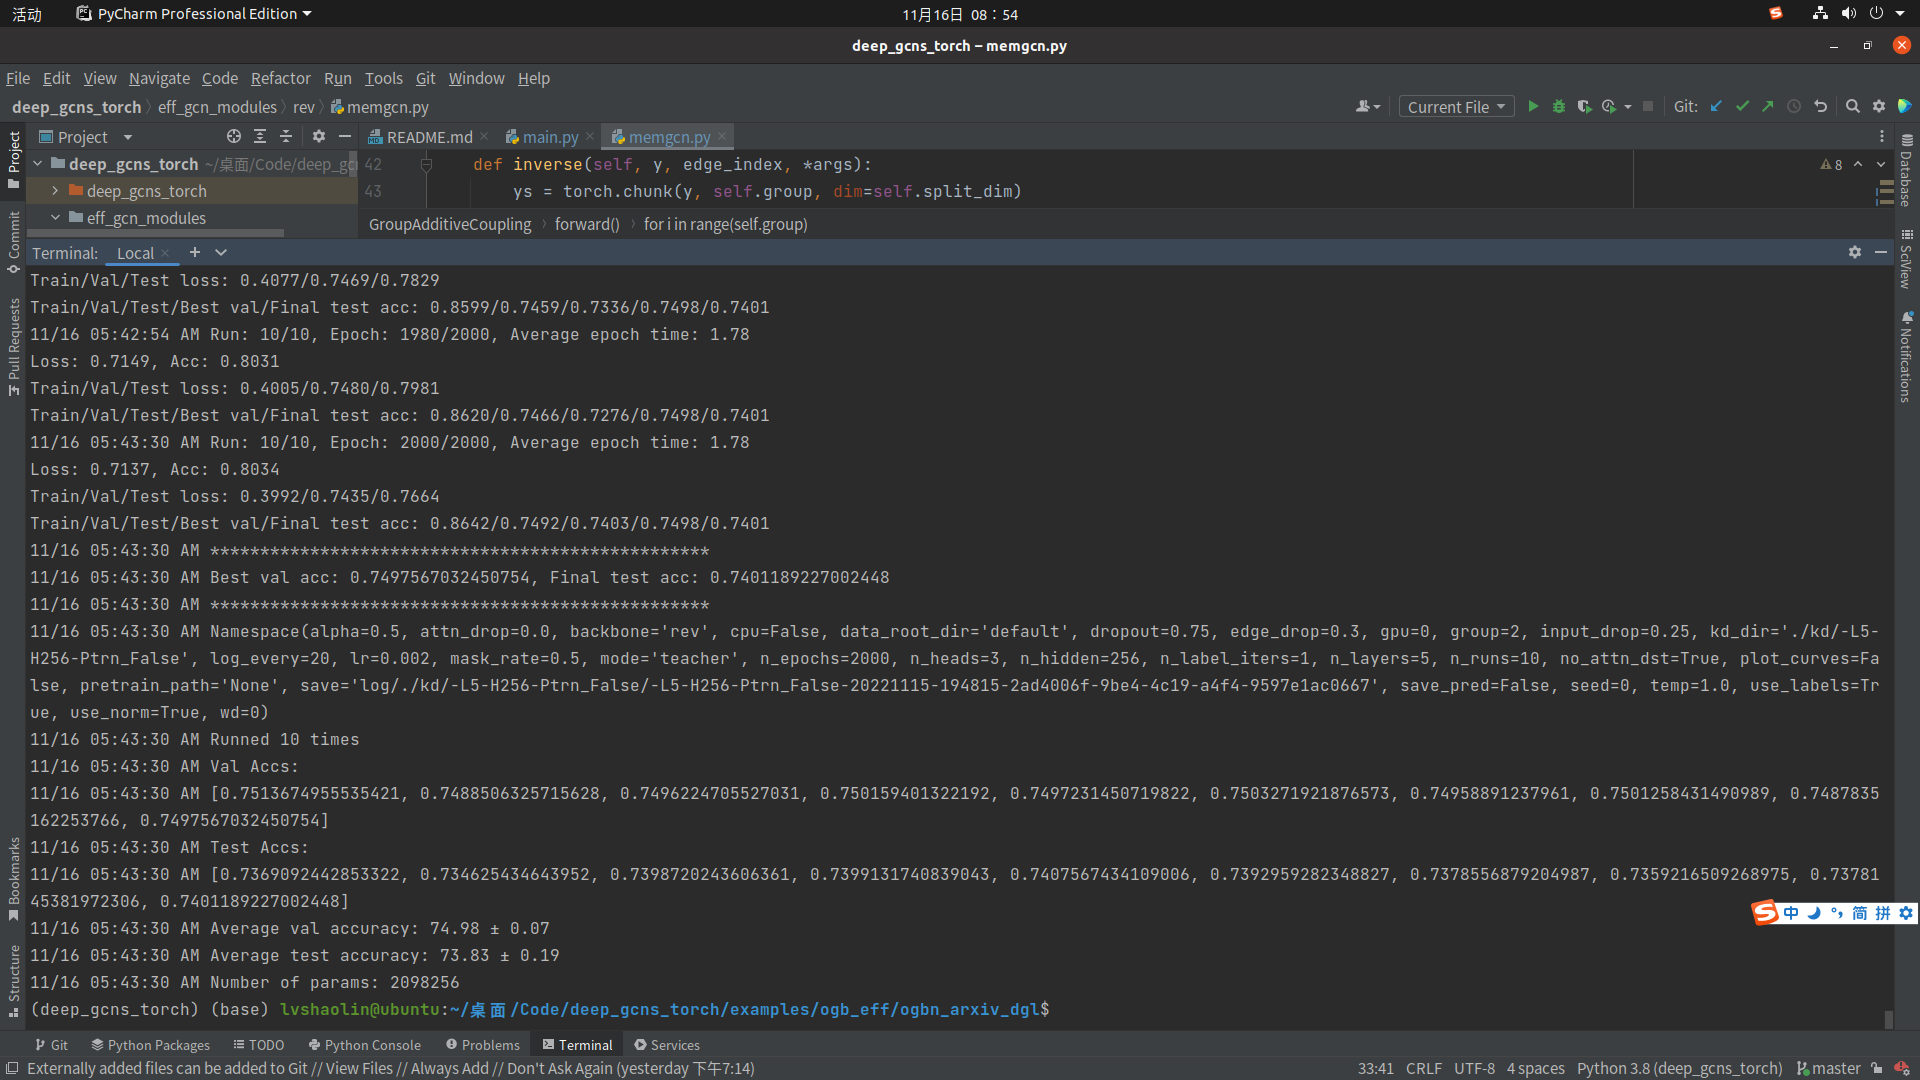 活动
PyCharm Professional Edition
11月16日 08：54
deep_gcns_torch – memgcn.py
File Edit View Navigate Code Refactor Run Tools Git Window Help
deep_gcns_torch eff_gcn_modules rev memgcn.py
Current File
Git:
Project
README.md
main.py
memgcn.py
deep_gcns_torch ~/桌面/Code/deep_gc
deep_gcns_torch
eff_gcn_modules
42 def inverse(self, y, edge_index, *args):
43 ys = torch.chunk(y, self.group, dim=self.split_dim)
8
GroupAdditiveCoupling forward() for i in range(self.group)
Project
Commit
Pull Requests
Bookmarks
Structure
Database
SciView
Notifications
Terminal: Local
Train/Val/Test loss: 0.4077/0.7469/0.7829
Train/Val/Test/Best val/Final test acc: 0.8599/0.7459/0.7336/0.7498/0.7401
11/16 05:42:54 AM Run: 10/10, Epoch: 1980/2000, Average epoch time: 1.78
Loss: 0.7149, Acc: 0.8031
Train/Val/Test loss: 0.4005/0.7480/0.7981
Train/Val/Test/Best val/Final test acc: 0.8620/0.7466/0.7276/0.7498/0.7401
11/16 05:43:30 AM Run: 10/10, Epoch: 2000/2000, Average epoch time: 1.78
Loss: 0.7137, Acc: 0.8034
Train/Val/Test loss: 0.3992/0.7435/0.7664
Train/Val/Test/Best val/Final test acc: 0.8642/0.7492/0.7403/0.7498/0.7401
11/16 05:43:30 AM **************************************************
11/16 05:43:30 AM Best val acc: 0.7497567032450754, Final test acc: 0.7401189227002448
11/16 05:43:30 AM **************************************************
11/16 05:43:30 AM Namespace(alpha=0.5, attn_drop=0.0, backbone='rev', cpu=False, data_root_dir='default', dropout=0.75, edge_drop=0.3, gpu=0, group=2, input_drop=0.25, kd_dir='./kd/-L5-
H256-Ptrn_False', log_every=20, lr=0.002, mask_rate=0.5, mode='teacher', n_epochs=2000, n_heads=3, n_hidden=256, n_label_iters=1, n_layers=5, n_runs=10, no_attn_dst=True, plot_curves=Fa
lse, pretrain_path='None', save='log/./kd/-L5-H256-Ptrn_False/-L5-H256-Ptrn_False-20221115-194815-2ad4006f-9be4-4c19-a4f4-9597e1ac0667', save_pred=False, seed=0, temp=1.0, use_labels=Tr
ue, use_norm=True, wd=0)
11/16 05:43:30 AM Runned 10 times
11/16 05:43:30 AM Val Accs:
11/16 05:43:30 AM [0.7513674955535421, 0.7488506325715628, 0.7496224705527031, 0.750159401322192, 0.7497231450719822, 0.7503271921876573, 0.74958891237961, 0.7501258431490989, 0.7487835
162253766, 0.7497567032450754]
11/16 05:43:30 AM Test Accs:
11/16 05:43:30 AM [0.7369092442853322, 0.734625434643952, 0.7398720243606361, 0.7399131740839043, 0.7407567434109006, 0.7392959282348827, 0.7378556879204987, 0.7359216509268975, 0.73781
45381972306, 0.7401189227002448]
11/16 05:43:30 AM Average val accuracy: 74.98 ± 0.07
11/16 05:43:30 AM Average test accuracy: 73.83 ± 0.19
11/16 05:43:30 AM Number of params: 2098256
(deep_gcns_torch) (base) lvshaolin@ubuntu:~/桌面/Code/deep_gcns_torch/examples/ogb_eff/ogbn_arxiv_dgl$
S 中 简 拼
Git Python Packages TODO Python Console Problems Terminal Services
Externally added files can be added to Git // View Files // Always Add // Don't Ask Again (yesterday 下午7:14)
33:41 CRLF UTF-8 4 spaces Python 3.8 (deep_gcns_torch) master